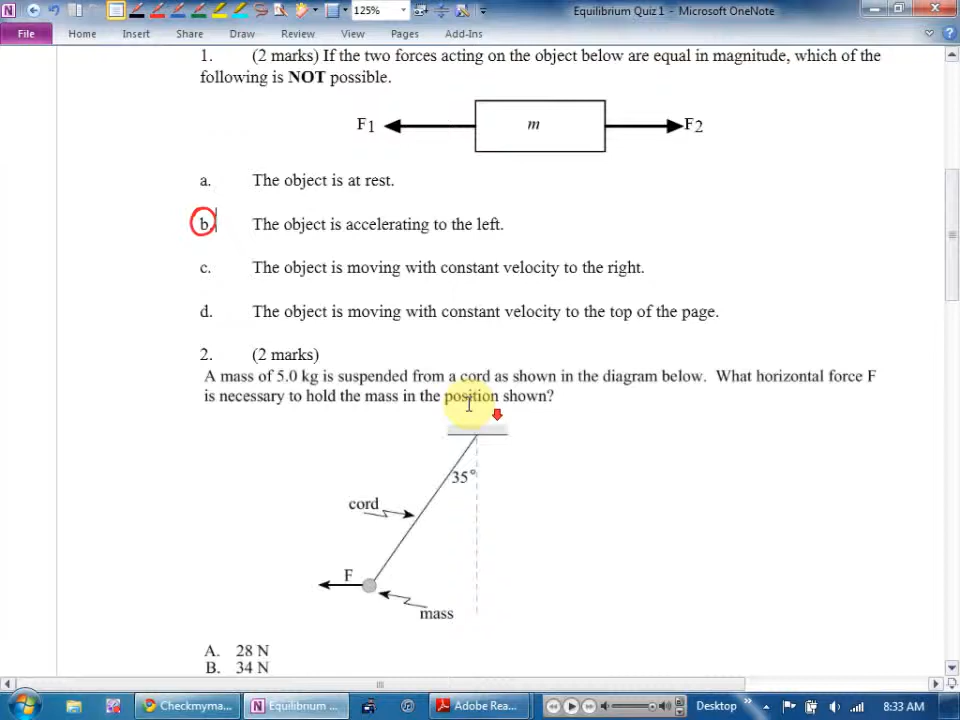 125%
Equilibrium Quiz 1 - Microsoft OneNote
File Home Insert Share Draw Review View Pages Add-Ins
1. (2 marks) If the two forces acting on the object below are equal in magnitude, which of the
following is NOT possible.
F1 m F2
a. The object is at rest.
b. The object is accelerating to the left.
c. The object is moving with constant velocity to the right.
d. The object is moving with constant velocity to the top of the page.
2. (2 marks)
A mass of 5.0 kg is suspended from a cord as shown in the diagram below. What horizontal force F
is necessary to hold the mass in the position shown?
35°
cord
F
mass
A. 28 N
B. 34 N
Checkmyma... Equilibrium ... Adobe Rea... Desktop 8:33 AM